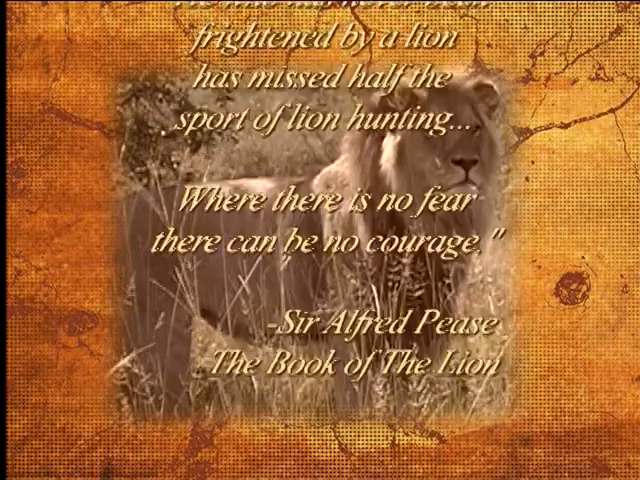 frightened by a lion
has missed half the
sport of lion hunting...
Where there is no fear
there can be no courage."
-Sir Alfred Pease
The Book of The Lion